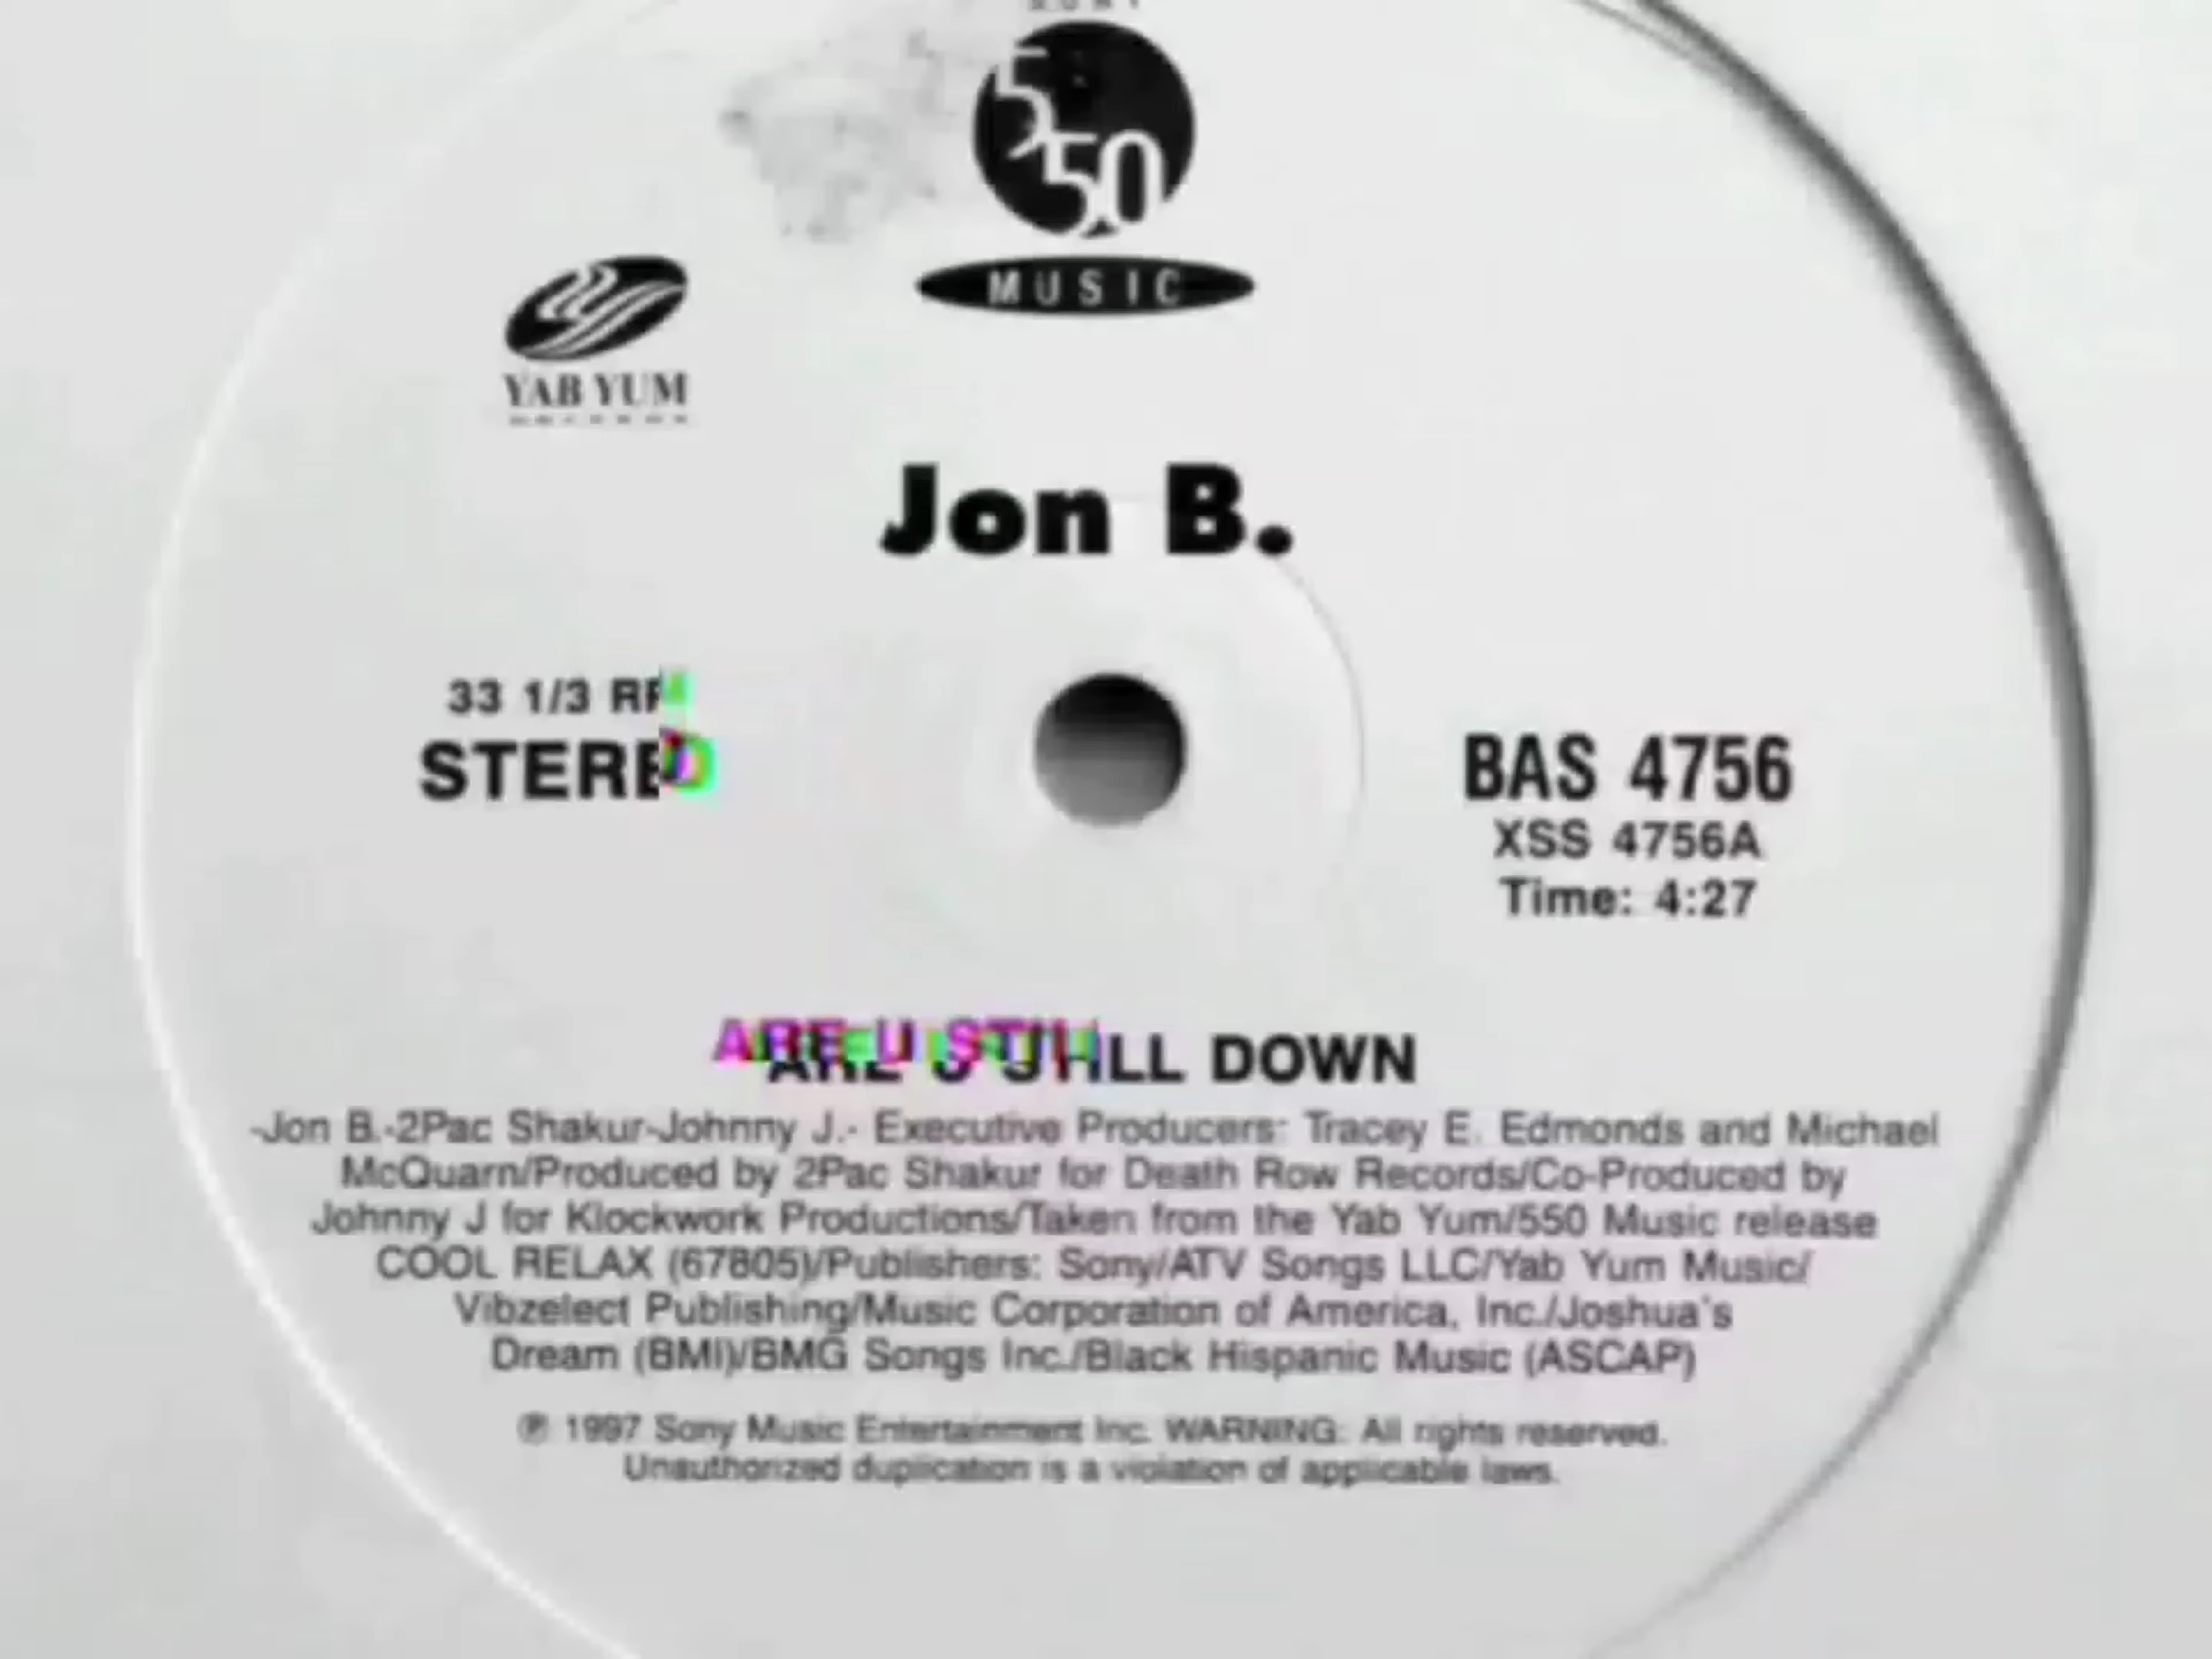 5
50
MUSIC
YAB YUM
Jon B.
33 1/3 RPM
STEREO
BAS 4756
XSS 4756A
Time: 4:27
ARE U STILL DOWN
-Jon B.-2Pac Shakur-Johnny J.- Executive Producers: Tracey E. Edmonds and Michael
McQuarn/Produced by 2Pac Shakur for Death Row Records/Co-Produced by
Johnny J for Klockwork Productions/Taken from the Yab Yum/550 Music release
COOL RELAX (67805)/Publishers: Sony/ATV Songs LLC/Yab Yum Music/
Vibzelect Publishing/Music Corporation of America, Inc./Joshua's
Dream (BMI)/BMG Songs Inc./Black Hispanic Music (ASCAP)
℗ 1997 Sony Music Entertainment Inc. WARNING: All rights reserved.
Unauthorized duplication is a violation of applicable laws.